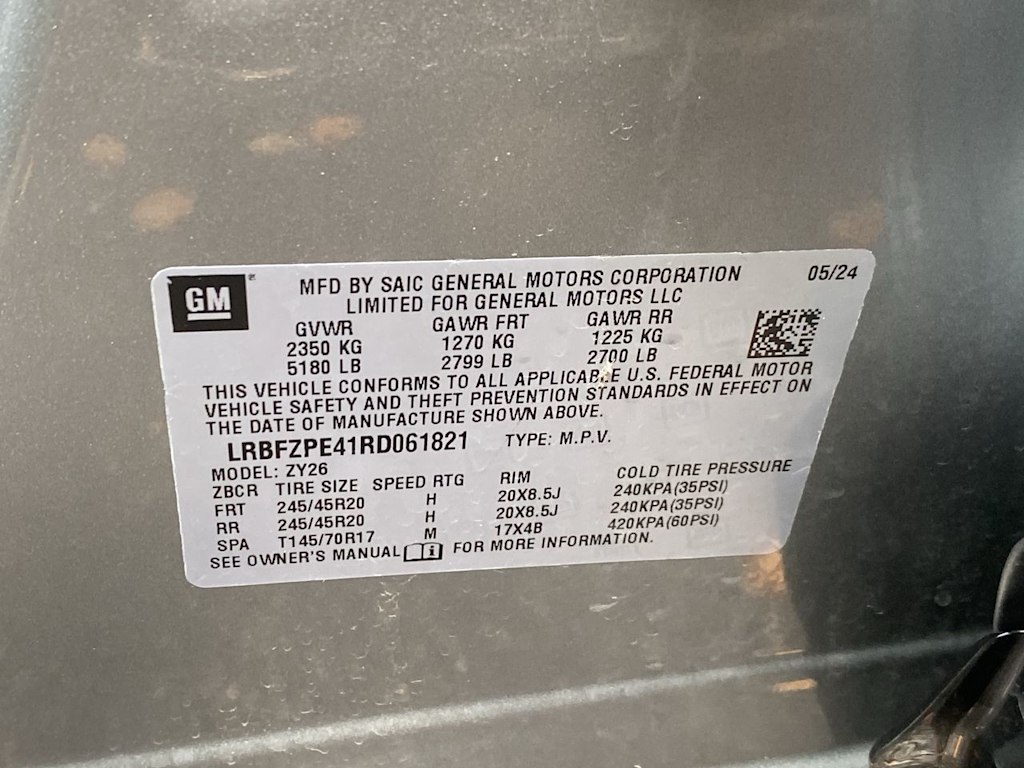 GM
MFD BY SAIC GENERAL MOTORS CORPORATION 05/24
LIMITED FOR GENERAL MOTORS LLC
GVWR GAWR FRT GAWR RR
2350 KG 1270 KG 1225 KG
5180 LB 2799 LB 2700 LB
THIS VEHICLE CONFORMS TO ALL APPLICABLE U.S. FEDERAL MOTOR
VEHICLE SAFETY AND THEFT PREVENTION STANDARDS IN EFFECT ON
THE DATE OF MANUFACTURE SHOWN ABOVE.
LRBFZPE41RD061821 TYPE: M.P.V.
MODEL: ZY26
ZBCR TIRE SIZE SPEED RTG RIM COLD TIRE PRESSURE
FRT 245/45R20 H 20X8.5J 240KPA(35PSI)
RR 245/45R20 H 20X8.5J 240KPA(35PSI)
SPA T145/70R17 M 17X4B 420KPA(60PSI)
SEE OWNER'S MANUAL FOR MORE INFORMATION.